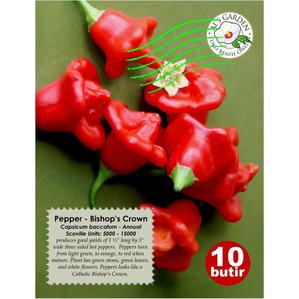 AL'S GARDEN
Pepper - Bishop's Crown
Capsicum baccatum - Annual
Scoville Units: 5000 - 15000
produces good yields of 1 ½" long by 3"
wide three sided hot peppers. Peppers turn
from light green, to orange, to red when
mature. Plant has green stems, green leaves,
and white flowers. Peppers looks like a
Catholic Bishop's Crown.
10
butir